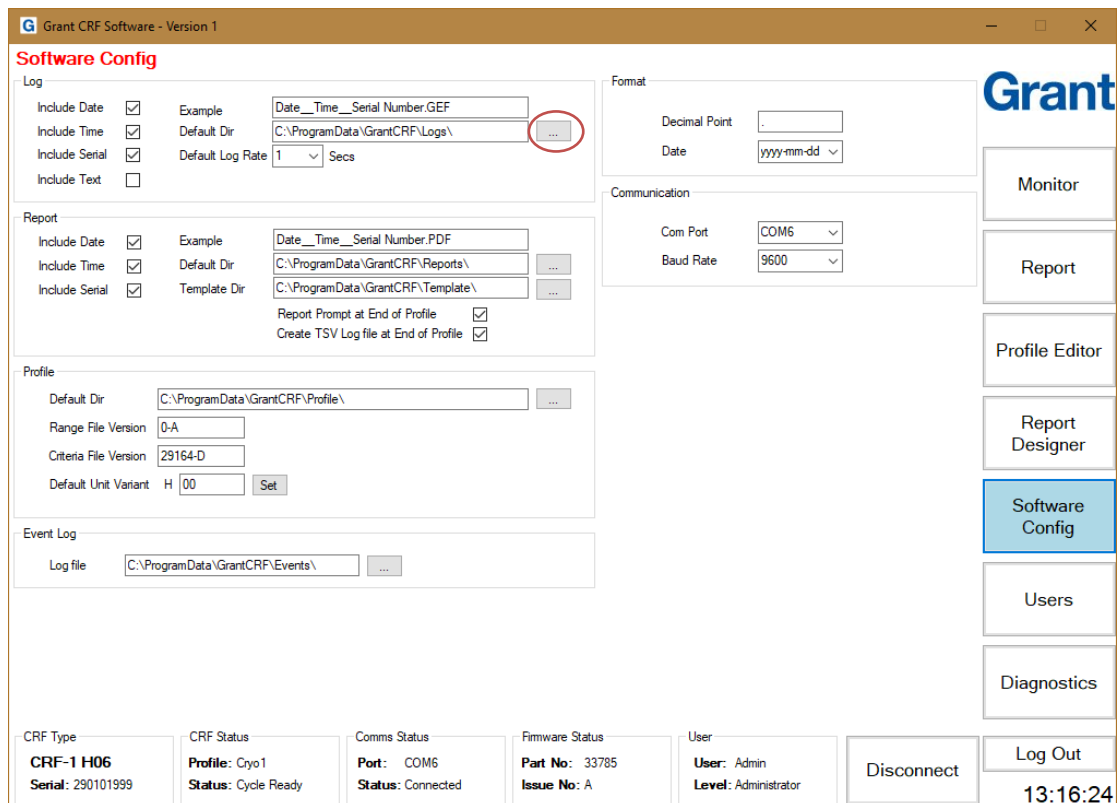 Grant CRF Software - Version 1
Software Config
Log
Include Date
Example
Date__Time__Serial Number.GEF
Include Time
Default Dir
C:\ProgramData\GrantCRF\Logs\
...
Include Serial
Default Log Rate
1
Secs
Include Text
Report
Include Date
Example
Date__Time__Serial Number.PDF
Include Time
Default Dir
C:\ProgramData\GrantCRF\Reports\
...
Include Serial
Template Dir
C:\ProgramData\GrantCRF\Template\
...
Report Prompt at End of Profile
Create TSV Log file at End of Profile
Profile
Default Dir
C:\ProgramData\GrantCRF\Profile\
...
Range File Version
0-A
Criteria File Version
29164-D
Default Unit Variant
H
00
Set
Event Log
Log file
C:\ProgramData\GrantCRF\Events\
...
Format
Decimal Point
.
Date
yyyy-mm-dd
Communication
Com Port
COM6
Baud Rate
9600
Grant
Monitor
Report
Profile Editor
Report
Designer
Software
Config
Users
Diagnostics
CRF Type
CRF-1 H06
Serial: 290101999
CRF Status
Profile: Cryo1
Status: Cycle Ready
Comms Status
Port: COM6
Status: Connected
Firmware Status
Part No: 33785
Issue No: A
User
User: Admin
Level: Administrator
Disconnect
Log Out
13:16:24